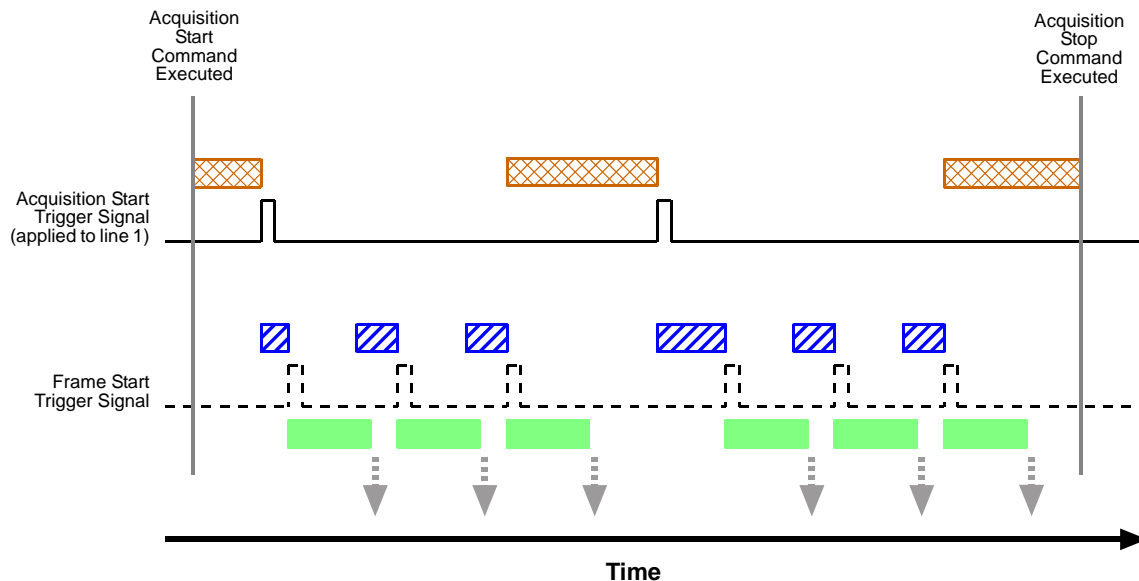 Acquisition
Start
Command
Executed
Acquisition
Stop
Command
Executed
Acquisition Start
Trigger Signal
(applied to line 1)
Frame Start
Trigger Signal
Time